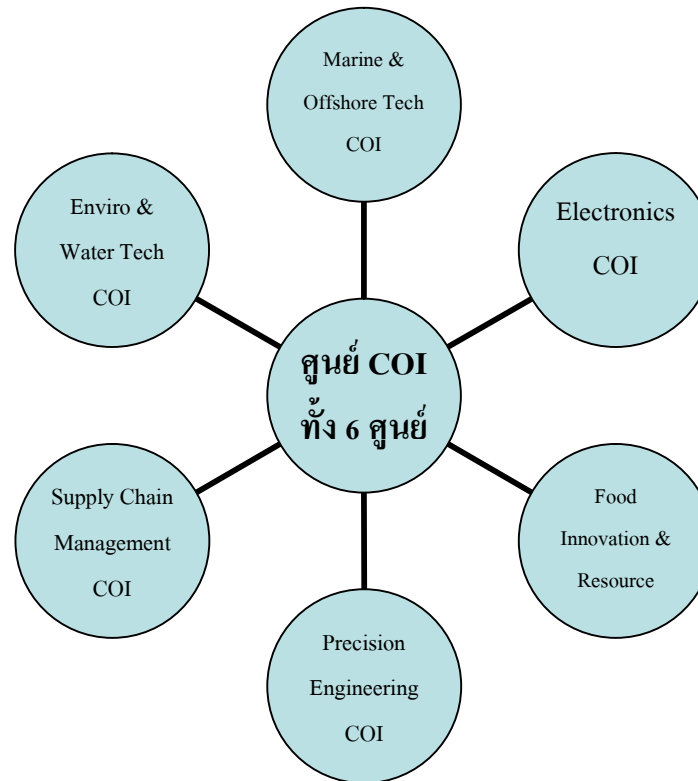 Marine &
Offshore Tech
COI
Enviro &
Water Tech
COI
Electronics
COI
ศูนย์ COI
ทั้ง 6 ศูนย์
Supply Chain
Management
COI
Food
Innovation &
Resource
Precision
Engineering
COI